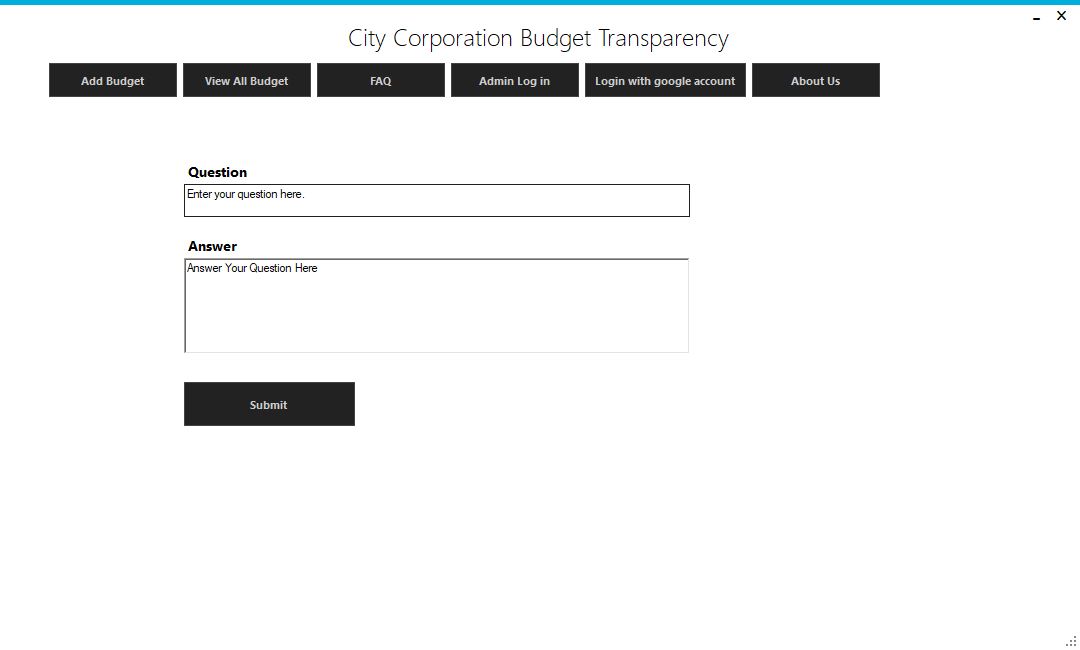 City Corporation Budget Transparency
Add Budget View All Budget FAQ Admin Log in Login with google account About Us
Question
Enter your question here.
Answer
Answer Your Question Here
Submit